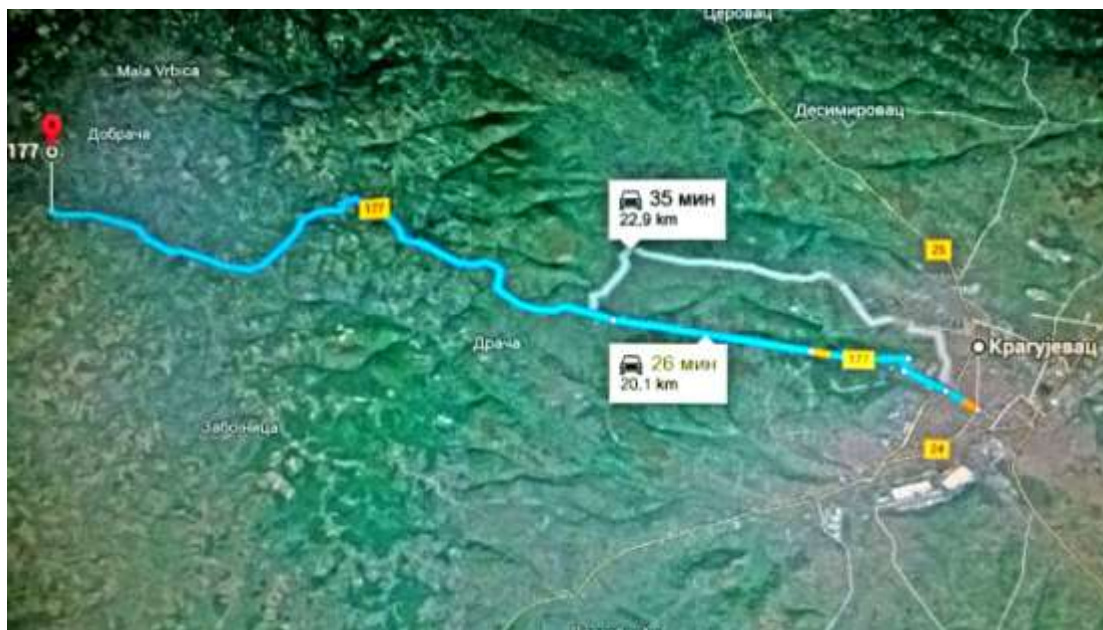 Церовац
Mala Vrbica
Десимировац
Добрача
177
177
35 мин
22,9 km
25
Драча
26 мин
20,1 km
177
Крагујевац
Забојница
24